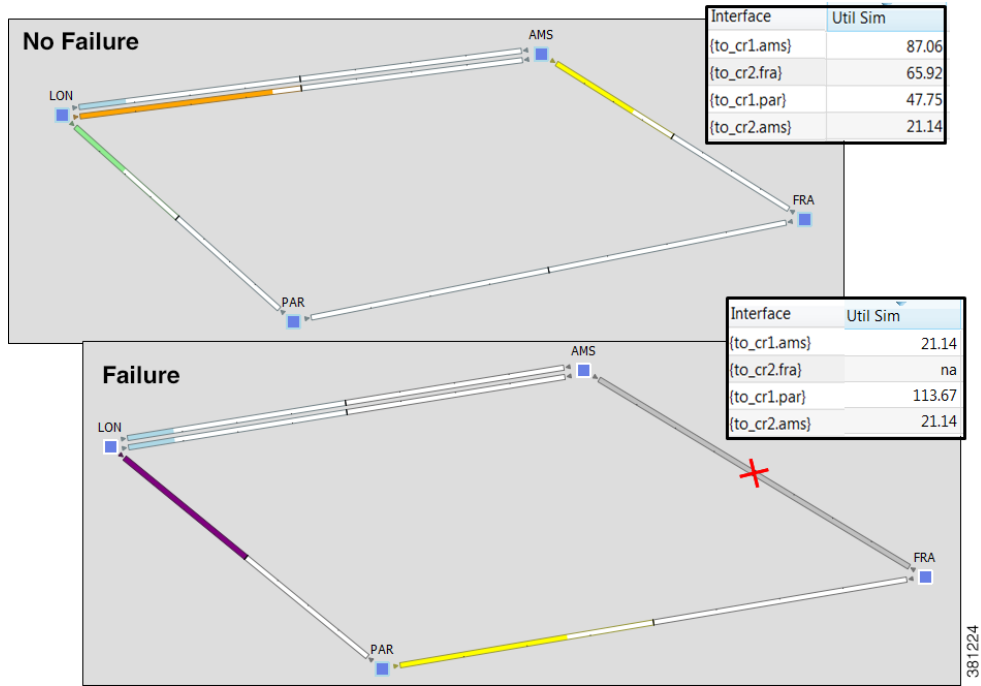 No Failure
AMS
LON
FRA
PAR
Interface Util Sim
{to_cr1.ams} 87.06
{to_cr2.fra} 65.92
{to_cr1.par} 47.75
{to_cr2.ams} 21.14
Failure
AMS
LON
FRA
PAR
Interface Util Sim
{to_cr1.ams} 21.14
{to_cr2.fra} na
{to_cr1.par} 113.67
{to_cr2.ams} 21.14
381224